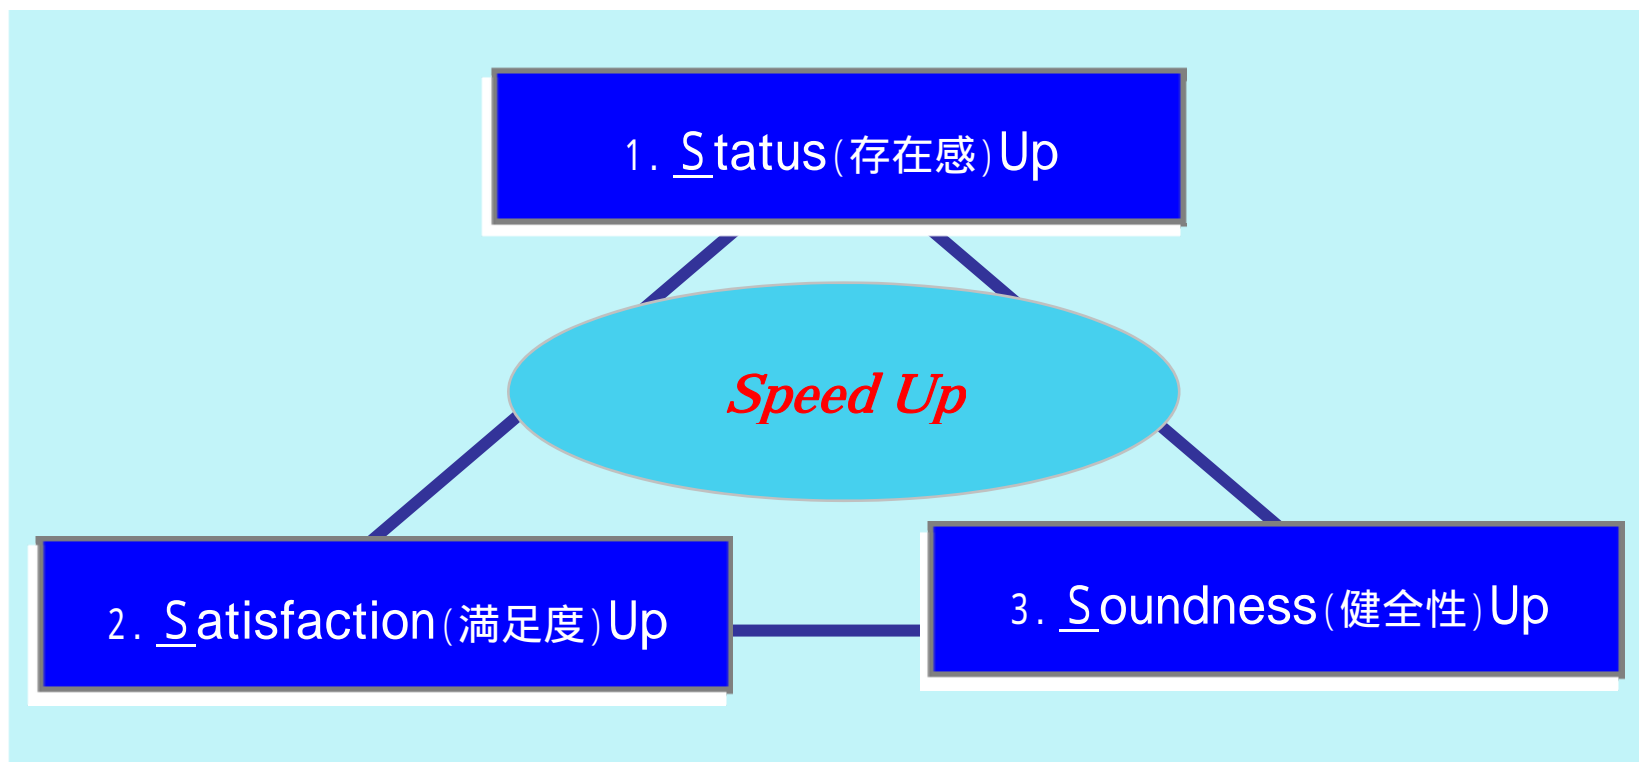 1. Status(存在感)Up
Speed Up
2. Satisfaction(満足度)Up
3. Soundness(健全性)Up